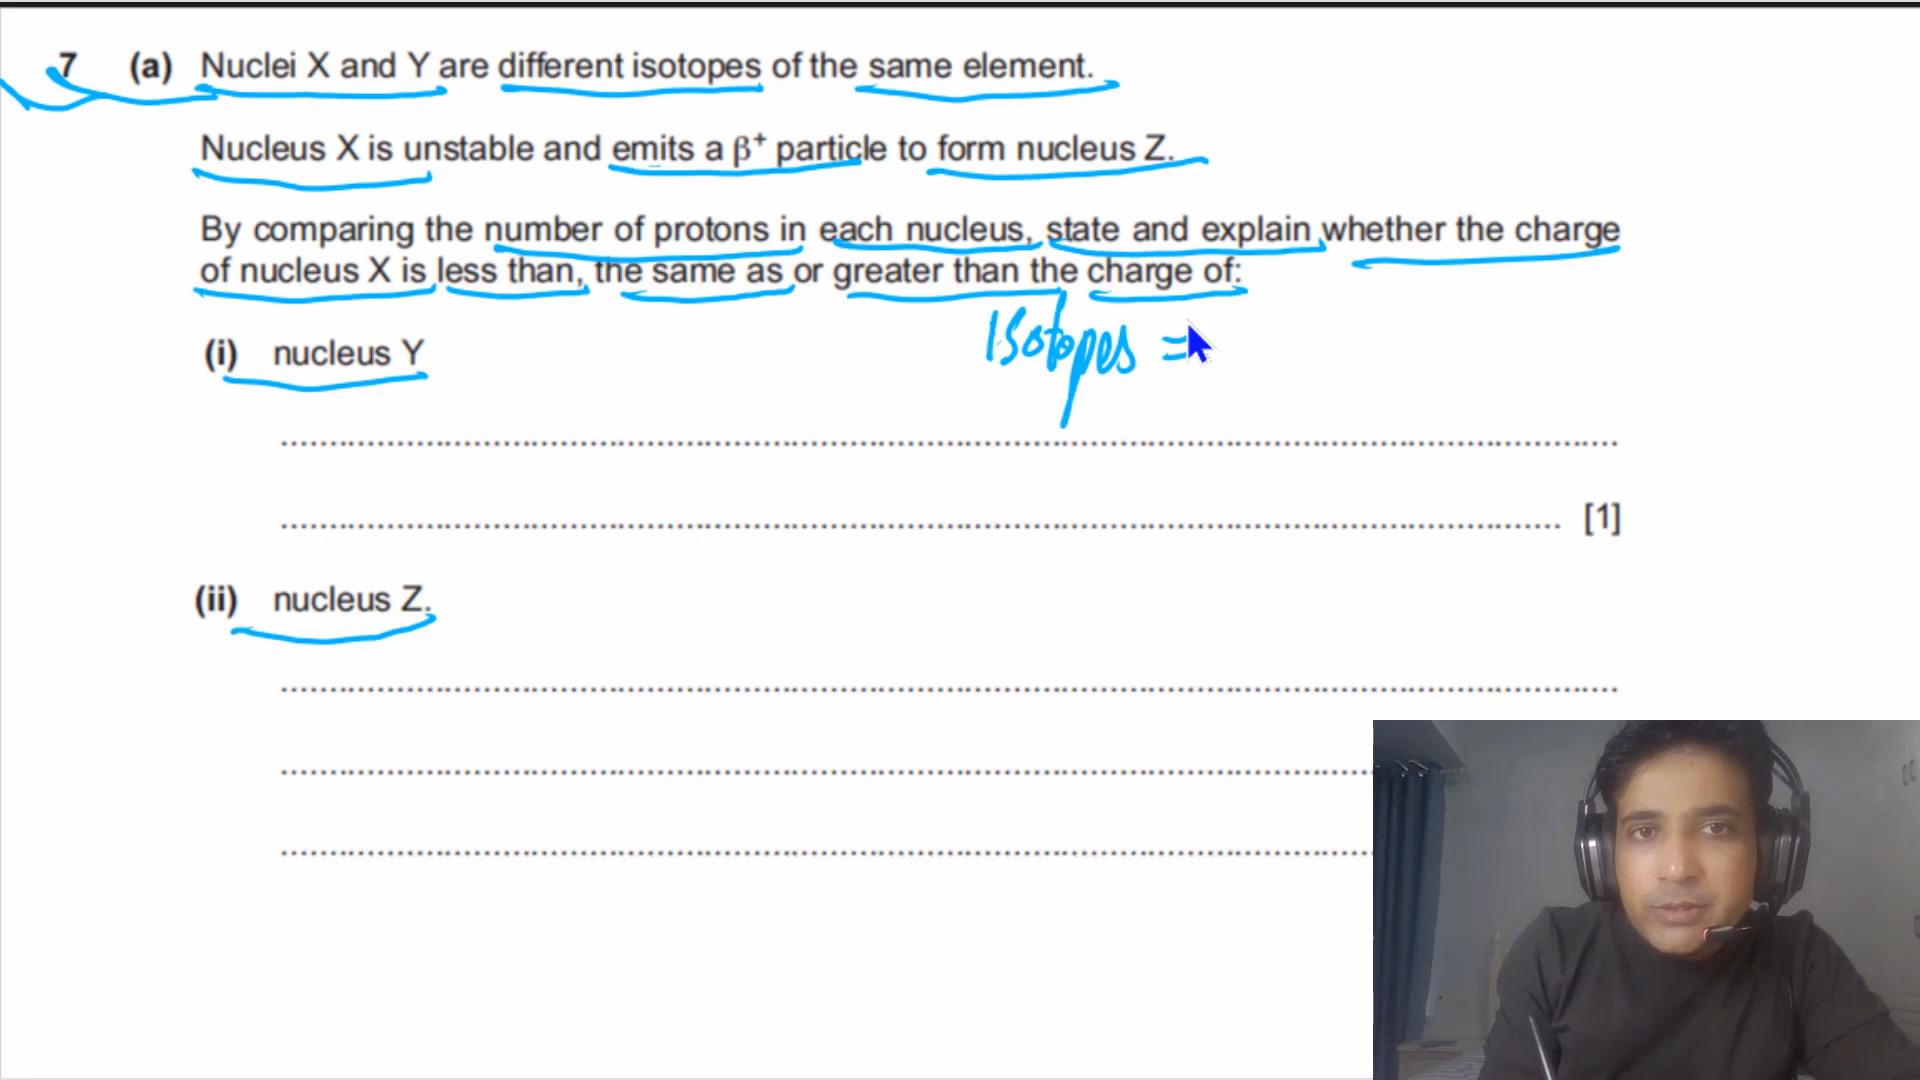 7 (a) Nuclei X and Y are different isotopes of the same element.
Nucleus X is unstable and emits a β⁺ particle to form nucleus Z.
By comparing the number of protons in each nucleus, state and explain whether the charge
of nucleus X is less than, the same as or greater than the charge of:
Isotopes =
(i) nucleus Y
........................................................................................................................
.................................................................................................................... [1]
(ii) nucleus Z.
........................................................................................................................
....................................................................................................
....................................................................................................